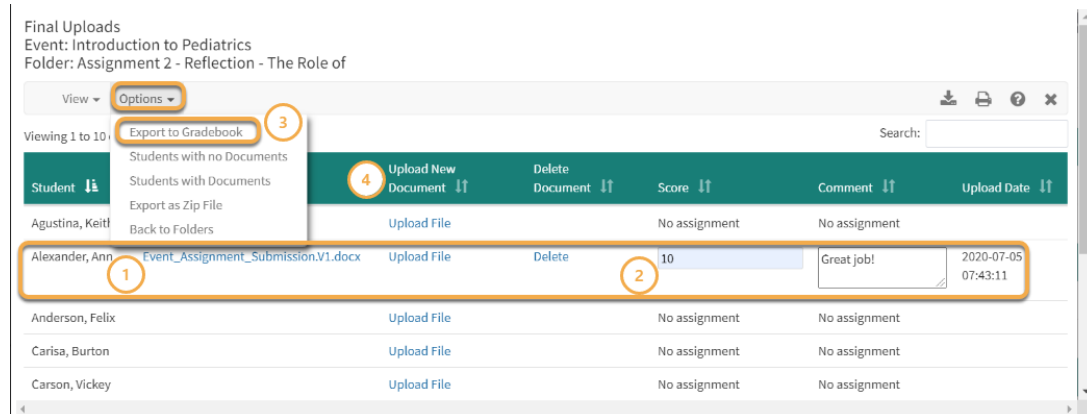 Final Uploads
Event: Introduction to Pediatrics
Folder: Assignment 2 - Reflection - The Role of
View Options
Viewing 1 to 10
Search:
Export to Gradebook
3
Students with no Documents
Students with Documents
Export as Zip File
Back to Folders
Student
4
Upload New Document
Delete Document
Score
Comment
Upload Date
Agustina, Keith Upload File No assignment No assignment
Alexander, Ann Event_Assignment_Submission.V1.docx Upload File Delete 10 Great job! 2020-07-05
07:43:11
1
2
Anderson, Felix Upload File No assignment No assignment
Carisa, Burton Upload File No assignment No assignment
Carson, Vickey Upload File No assignment No assignment